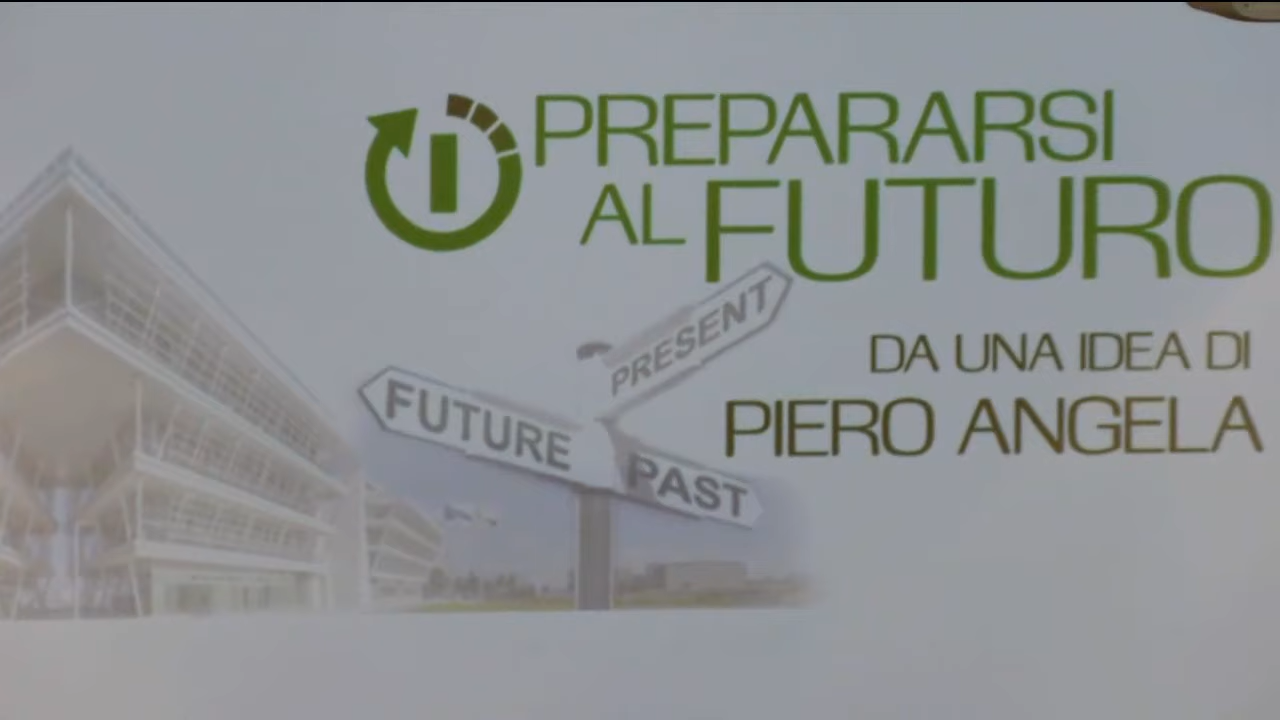 PREPARARSI
AL FUTURO
DA UNA IDEA DI
PIERO ANGELA
PRESENT
FUTURE
PAST